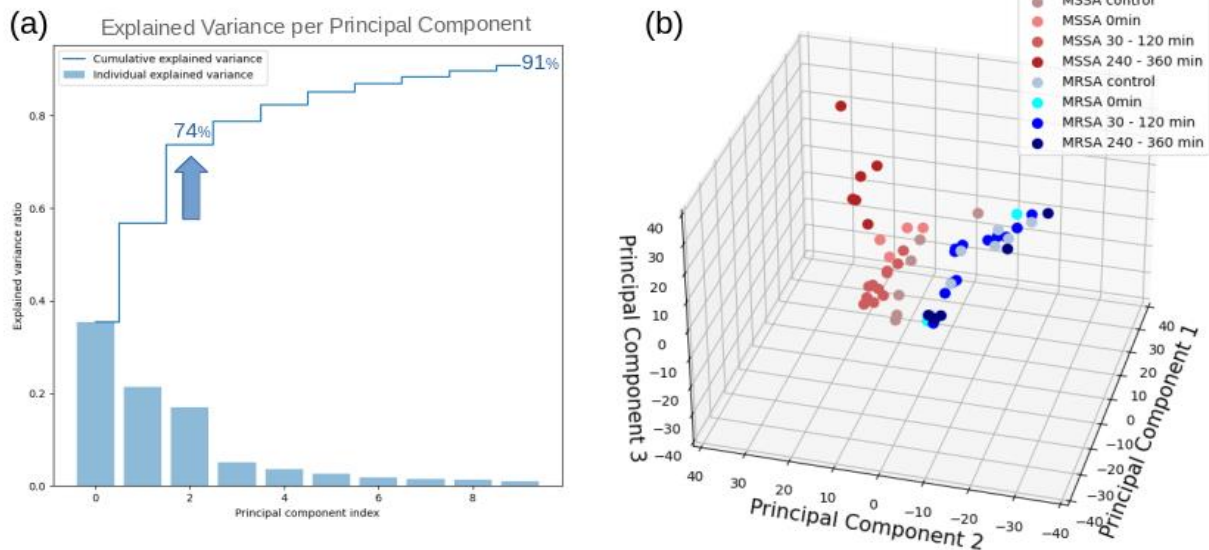 (a)
Explained Variance per Principal Component
Cumulative explained variance
Individual explained variance
91%
74%
0.8
0.6
0.4
0.2
0.0
Explained variance ratio
0 2 4 6 8
Principal component index
(b)
MSSA control
MSSA 0min
MSSA 30 - 120 min
MSSA 240 - 360 min
MRSA control
MRSA 0min
MRSA 30 - 120 min
MRSA 240 - 360 min
40
30
20
10
0
−10
−20
−30
−40
Principal Component 3
40 30 20 10 0 −10 −20 −30 −40
Principal Component 2
40
30
20
10
0
−10
−20
−30
−40
Principal Component 1